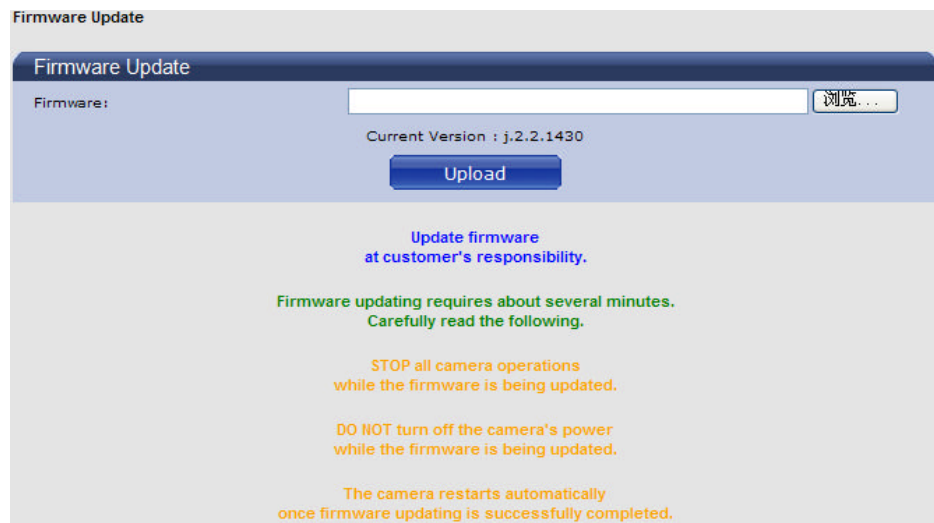 Firmware Update
Firmware Update
Firmware:
浏览...
Current Version : j.2.2.1430
Upload
Update firmware
at customer's responsibility.
Firmware updating requires about several minutes.
Carefully read the following.
STOP all camera operations
while the firmware is being updated.
DO NOT turn off the camera's power
while the firmware is being updated.
The camera restarts automatically
once firmware updating is successfully completed.